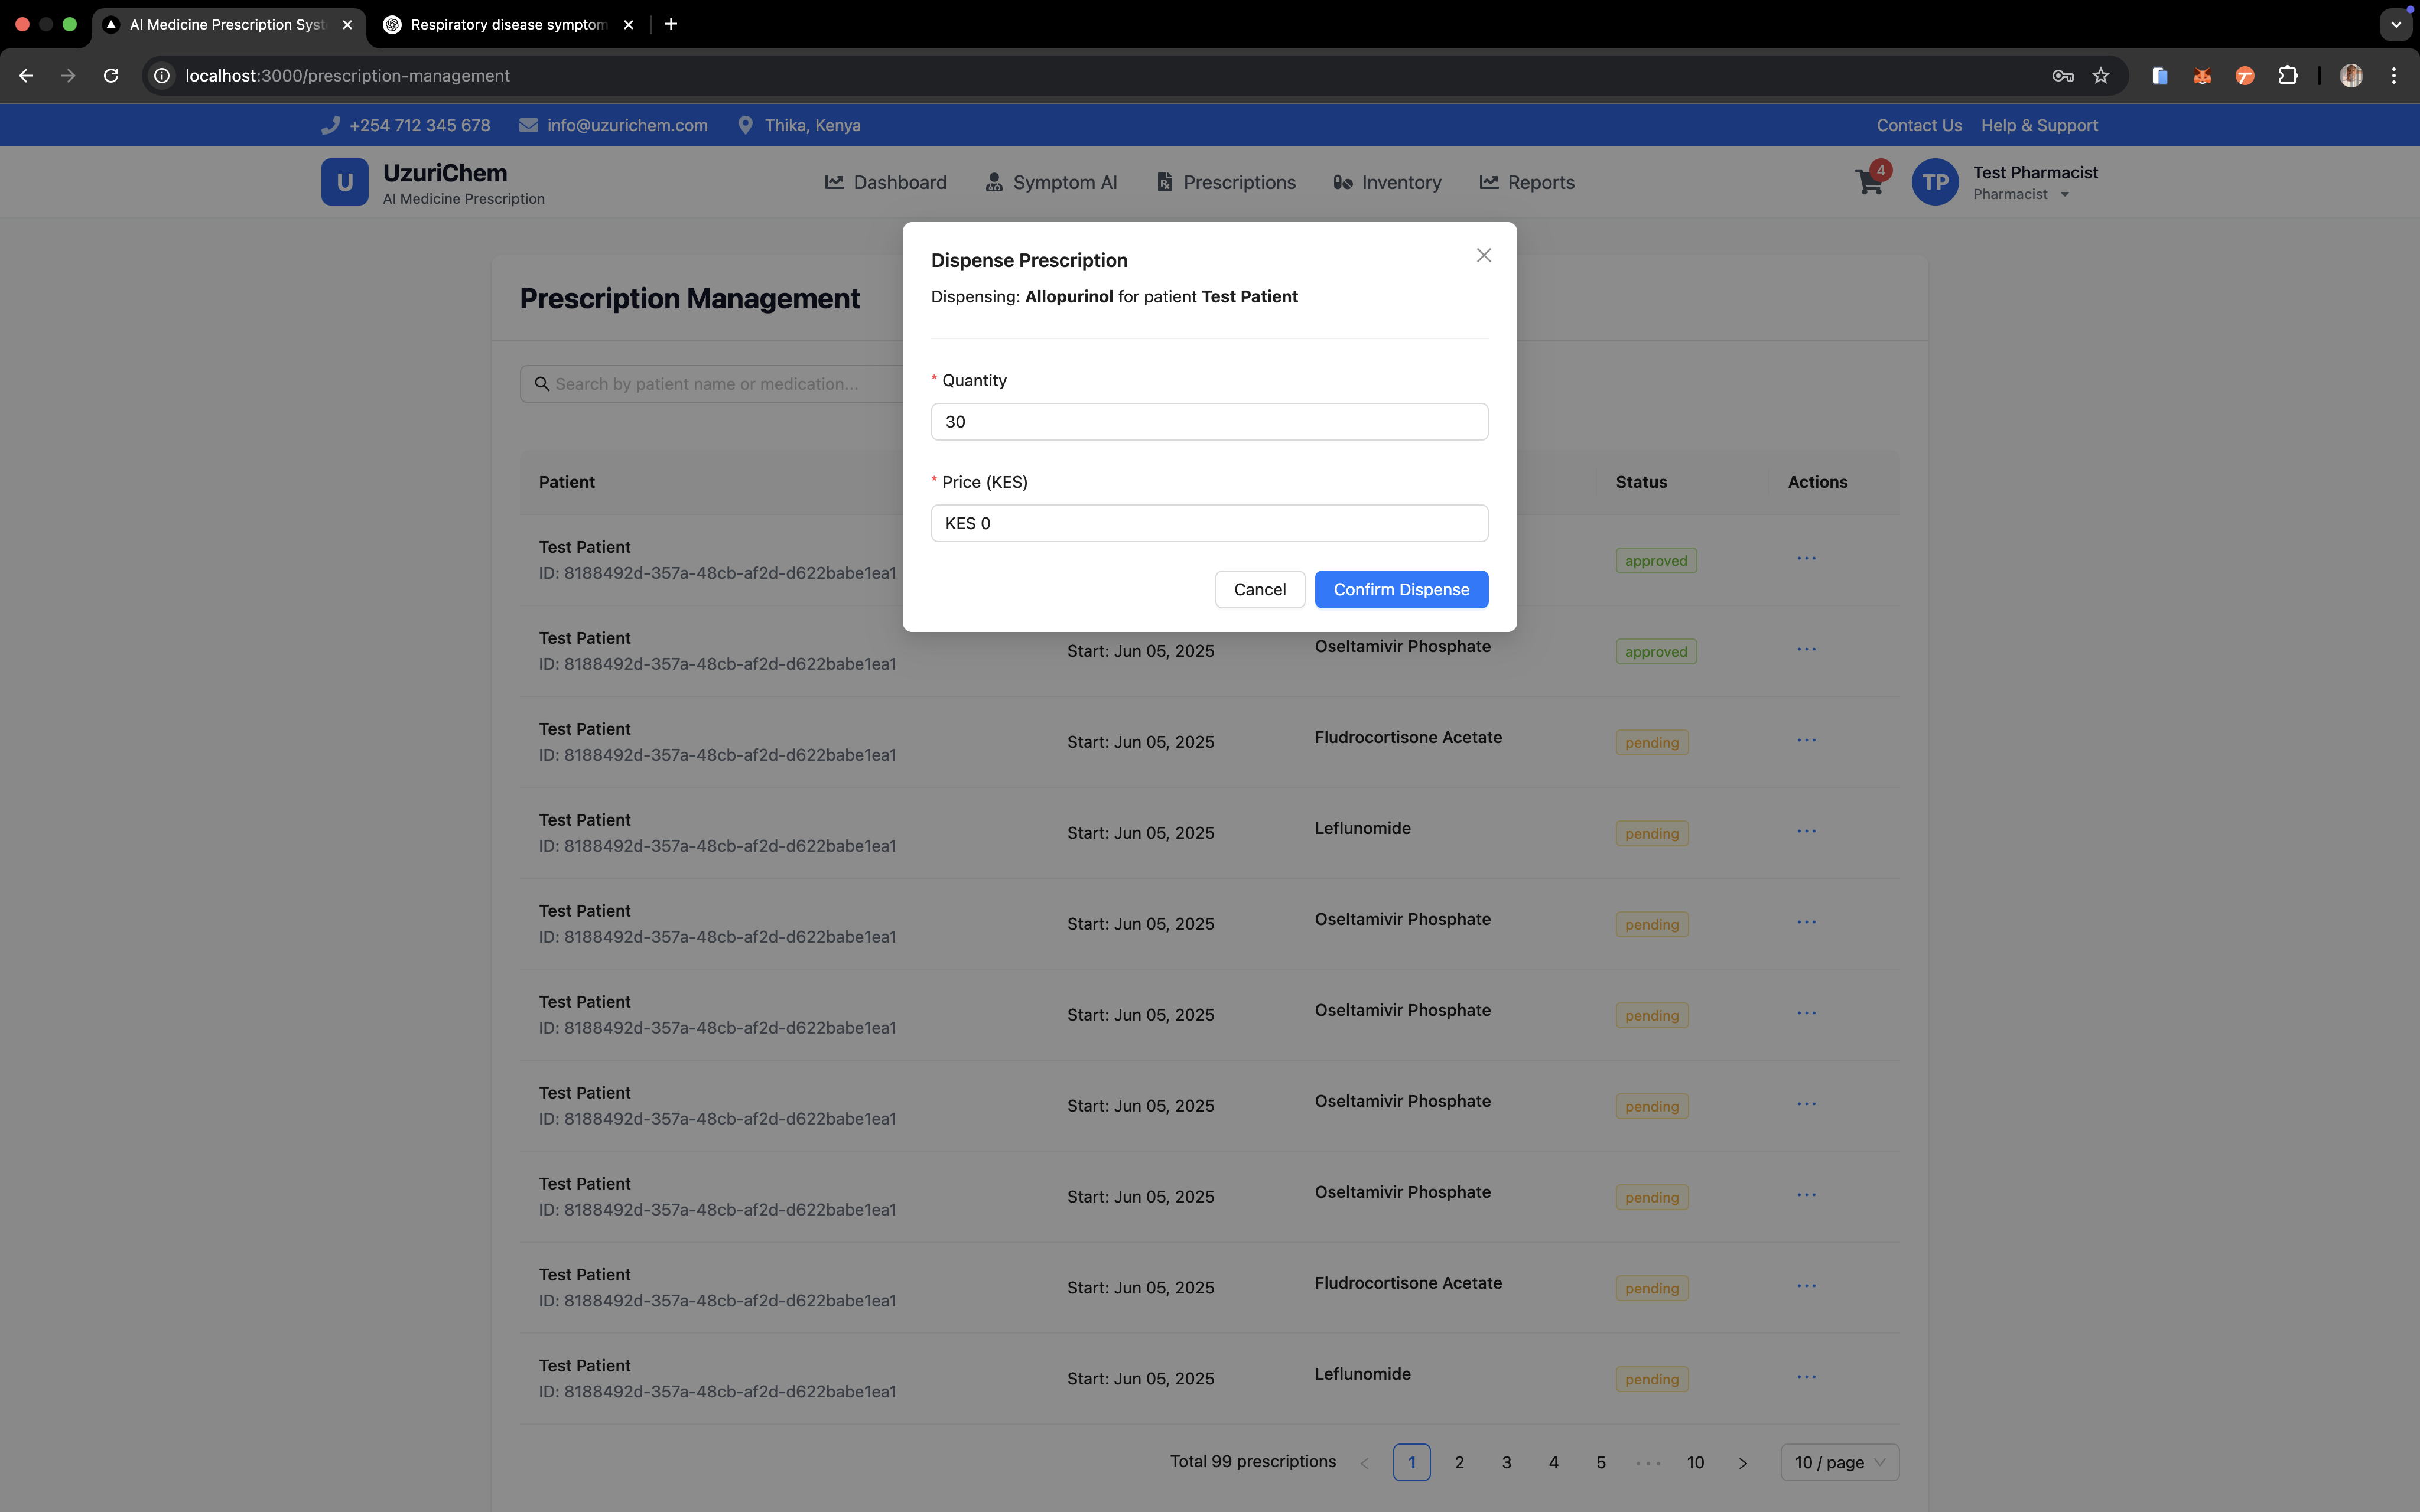 AI Medicine Prescription Syst
Respiratory disease symptom
localhost:3000/prescription-management
+254 712 345 678
info@uzurichem.com
Thika, Kenya
Contact Us
Help & Support
U
UzuriChem
AI Medicine Prescription
Dashboard
Symptom AI
Prescriptions
Inventory
Reports
4
TP
Test Pharmacist
Pharmacist
Prescription Management
Search by patient name or medication...
Dispense Prescription
Dispensing: Allopurinol for patient Test Patient
* Quantity
30
* Price (KES)
KES 0
Cancel
Confirm Dispense
Patient
Status
Actions
Test Patient
ID: 8188492d-357a-48cb-af2d-d622babe1ea1
approved
Test Patient
ID: 8188492d-357a-48cb-af2d-d622babe1ea1
Start: Jun 05, 2025
Oseltamivir Phosphate
approved
Test Patient
ID: 8188492d-357a-48cb-af2d-d622babe1ea1
Start: Jun 05, 2025
Fludrocortisone Acetate
pending
Test Patient
ID: 8188492d-357a-48cb-af2d-d622babe1ea1
Start: Jun 05, 2025
Leflunomide
pending
Test Patient
ID: 8188492d-357a-48cb-af2d-d622babe1ea1
Start: Jun 05, 2025
Oseltamivir Phosphate
pending
Test Patient
ID: 8188492d-357a-48cb-af2d-d622babe1ea1
Start: Jun 05, 2025
Oseltamivir Phosphate
pending
Test Patient
ID: 8188492d-357a-48cb-af2d-d622babe1ea1
Start: Jun 05, 2025
Oseltamivir Phosphate
pending
Test Patient
ID: 8188492d-357a-48cb-af2d-d622babe1ea1
Start: Jun 05, 2025
Oseltamivir Phosphate
pending
Test Patient
ID: 8188492d-357a-48cb-af2d-d622babe1ea1
Start: Jun 05, 2025
Fludrocortisone Acetate
pending
Test Patient
ID: 8188492d-357a-48cb-af2d-d622babe1ea1
Start: Jun 05, 2025
Leflunomide
pending
Total 99 prescriptions < 1 2 3 4 5 ••• 10 > 10 / page